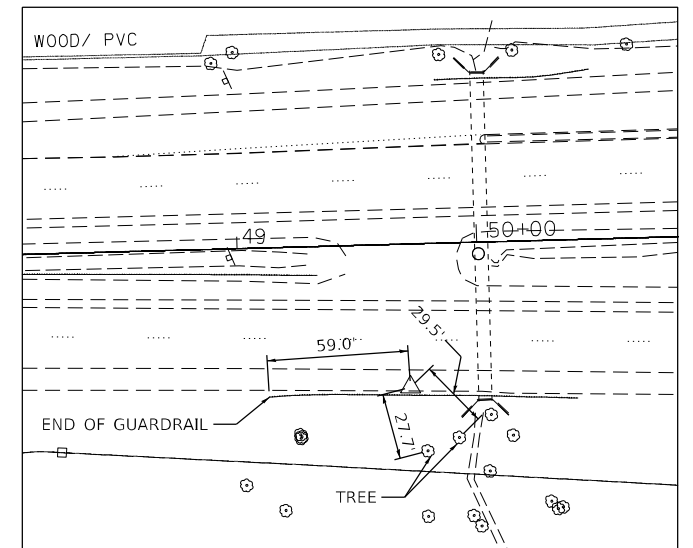 WOOD/ PVC
49
50+00
29.5'
59.0'
END OF GUARDRAIL
27.7'
TREE